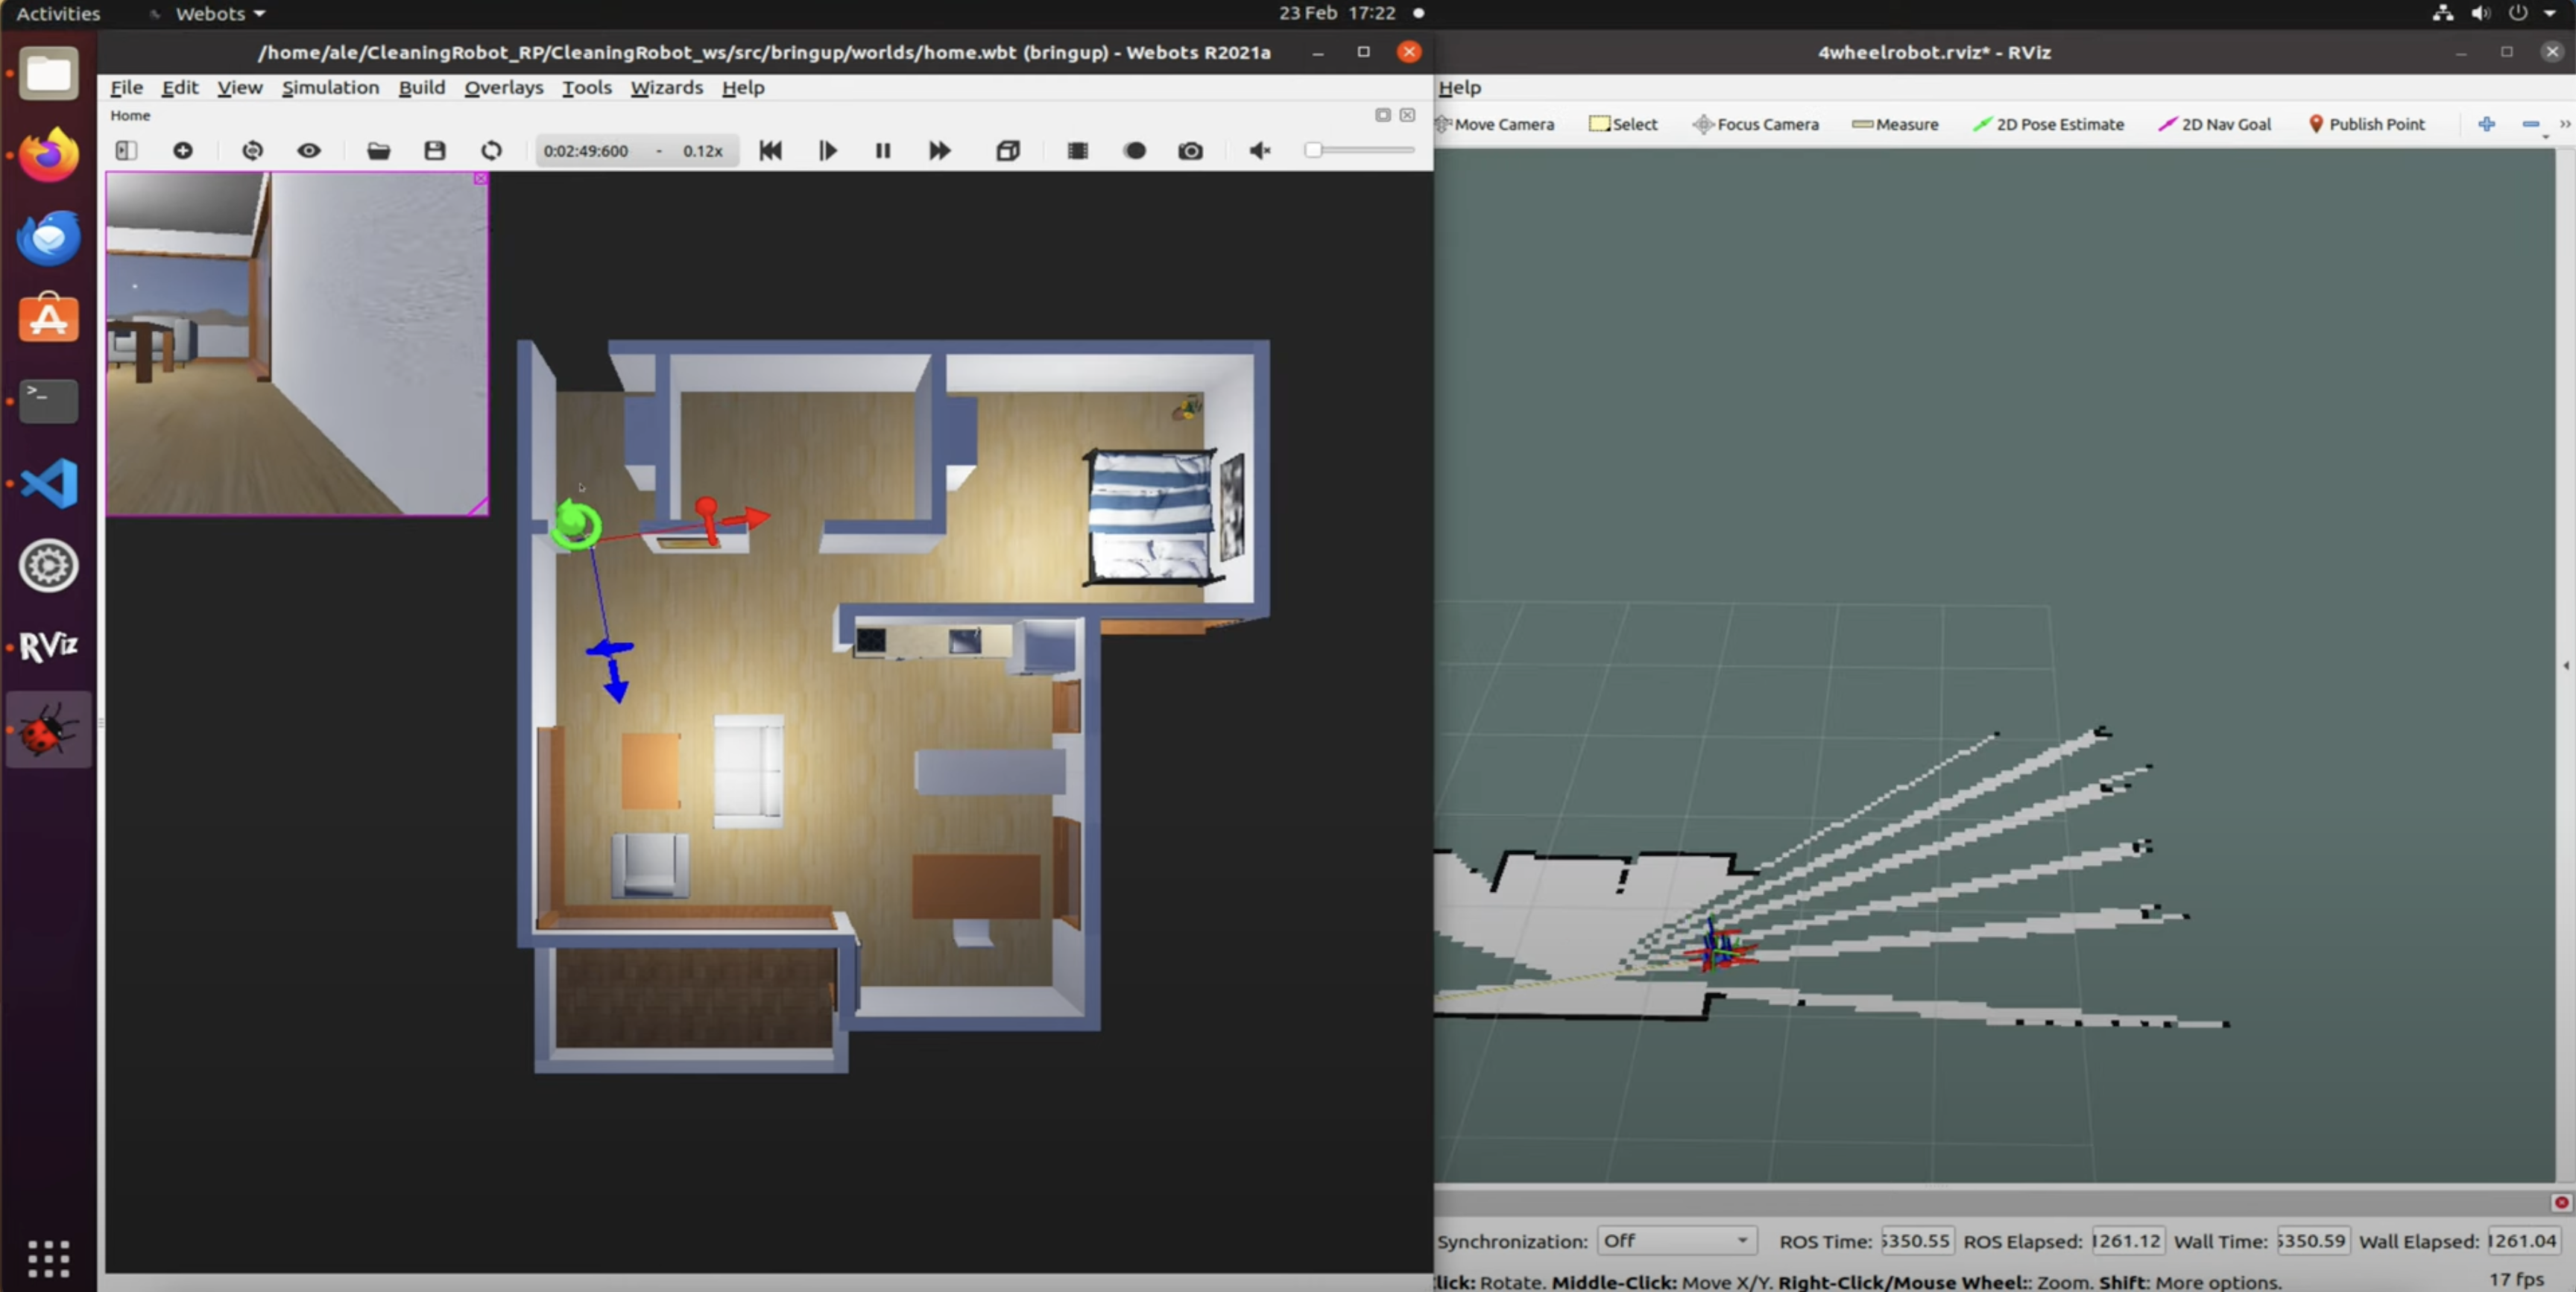 Activities Webots 23 Feb 17:22
/home/ale/CleaningRobot_RP/CleaningRobot_ws/src/bringup/worlds/home.wbt (bringup) - Webots R2021a
4wheelrobot.rviz* - RViz
File Edit View Simulation Build Overlays Tools Wizards Help
Help
Home
Move Camera Select Focus Camera Measure 2D Pose Estimate 2D Nav Goal Publish Point
0:02:49:600 - 0.12x
RViz
Synchronization: Off ROS Time: 5350.55 ROS Elapsed: 1261.12 Wall Time: 5350.59 Wall Elapsed: 1261.04
lick: Rotate. Middle-Click: Move X/Y. Right-Click/Mouse Wheel:: Zoom. Shift: More options. 17 fps